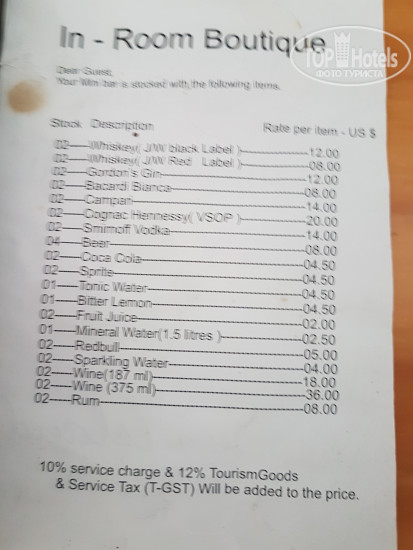 In - Room Boutique
Dear Guest,
Your Mini bar is stocked with the following items.
Stock Description Rate per item - US $
02-----Whiskey( J/W black Label )-----12.00
02-----Whiskey( J/W Red Label )-----08.00
02-----Gordon's Gin-----12.00
02-----Bacardi Bianca-----08.00
02-----Campari-----14.00
02-----Cognac Hennessy( VSOP )-----20.00
02-----Smirnoff Vodka-----14.00
04-----Beer-----08.00
02-----Coca Cola-----04.50
02-----Sprite-----04.50
01-----Tonic Water-----04.50
01-----Bitter Lemon-----04.50
02-----Fruit Juice-----02.00
01-----Mineral Water(1.5 litres )-----02.50
02-----Redbull-----05.00
02-----Sparkling Water-----04.00
02-----Wine(187 ml)-----18.00
02-----Wine (375 ml)-----36.00
02-----Rum-----08.00
10% service charge & 12% TourismGoods
& Service Tax (T-GST) Will be added to the price.
TopHotels
ФОТО ТУРИСТА